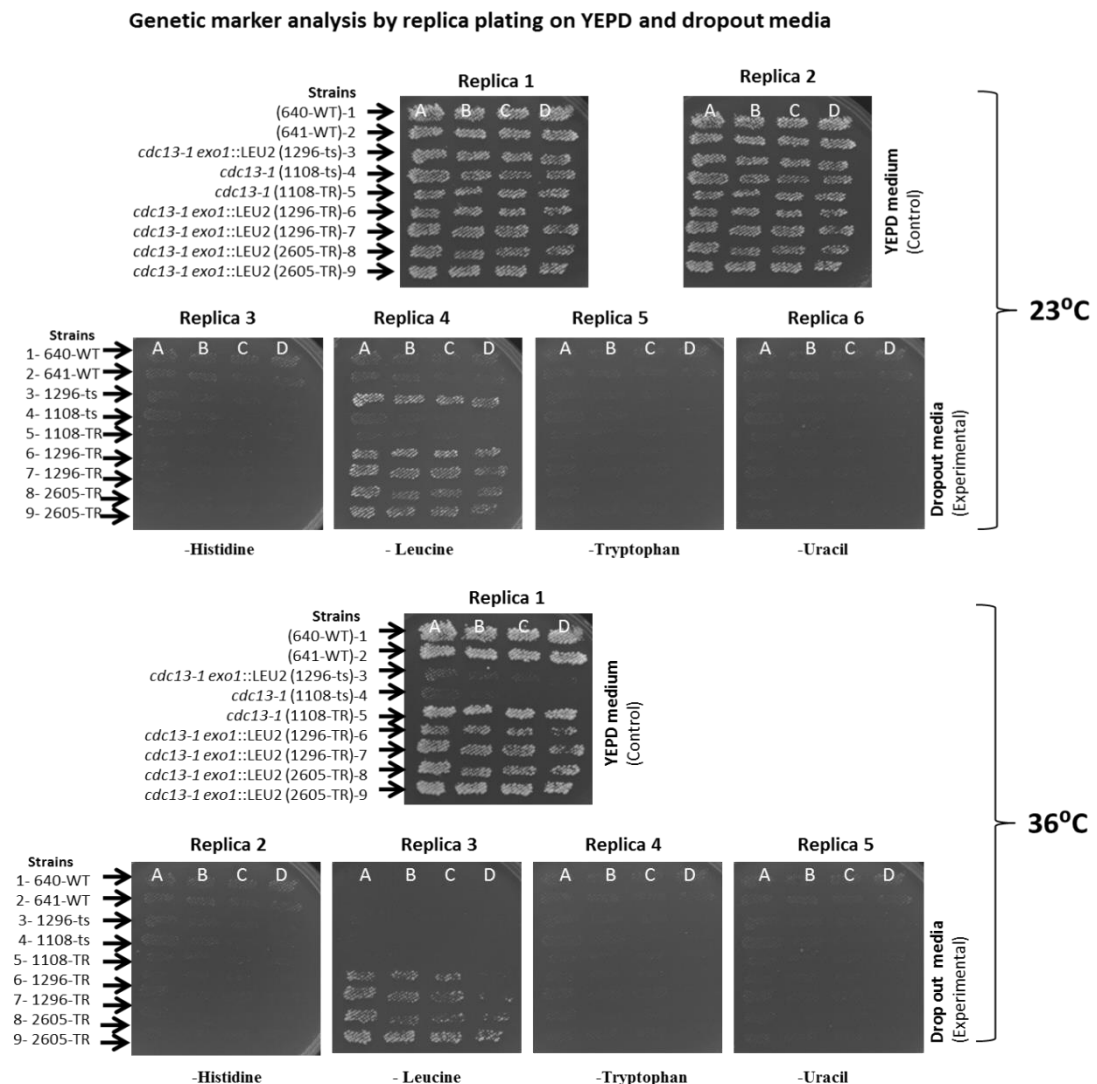 Genetic marker analysis by replica plating on YEPD and dropout media
Replica 1
Replica 2
Strains
A B C D
A B C D
(640-WT)-1
(641-WT)-2
cdc13-1 exo1::LEU2 (1296-ts)-3
cdc13-1 (1108-ts)-4
cdc13-1 (1108-TR)-5
cdc13-1 exo1::LEU2 (1296-TR)-6
cdc13-1 exo1::LEU2 (1296-TR)-7
cdc13-1 exo1::LEU2 (2605-TR)-8
cdc13-1 exo1::LEU2 (2605-TR)-9
YEPD medium
(Control)
23⁰C
Replica 3
Replica 4
Replica 5
Replica 6
Strains
A B C D
A B C D
A B C D
A B C D
1- 640-WT
2- 641-WT
3- 1296-ts
4- 1108-ts
5- 1108-TR
6- 1296-TR
7- 1296-TR
8- 2605-TR
9- 2605-TR
Dropout media
(Experimental)
-Histidine
- Leucine
-Tryptophan
-Uracil
Replica 1
Strains
A B C D
(640-WT)-1
(641-WT)-2
cdc13-1 exo1::LEU2 (1296-ts)-3
cdc13-1 (1108-ts)-4
cdc13-1 (1108-TR)-5
cdc13-1 exo1::LEU2 (1296-TR)-6
cdc13-1 exo1::LEU2 (1296-TR)-7
cdc13-1 exo1::LEU2 (2605-TR)-8
cdc13-1 exo1::LEU2 (2605-TR)-9
YEPD medium
(Control)
36⁰C
Replica 2
Replica 3
Replica 4
Replica 5
Strains
A B C D
A B C D
A B C D
A B C D
1- 640-WT
2- 641-WT
3- 1296-ts
4- 1108-ts
5- 1108-TR
6- 1296-TR
7- 1296-TR
8- 2605-TR
9- 2605-TR
Drop out media
(Experimental)
-Histidine
- Leucine
-Tryptophan
-Uracil